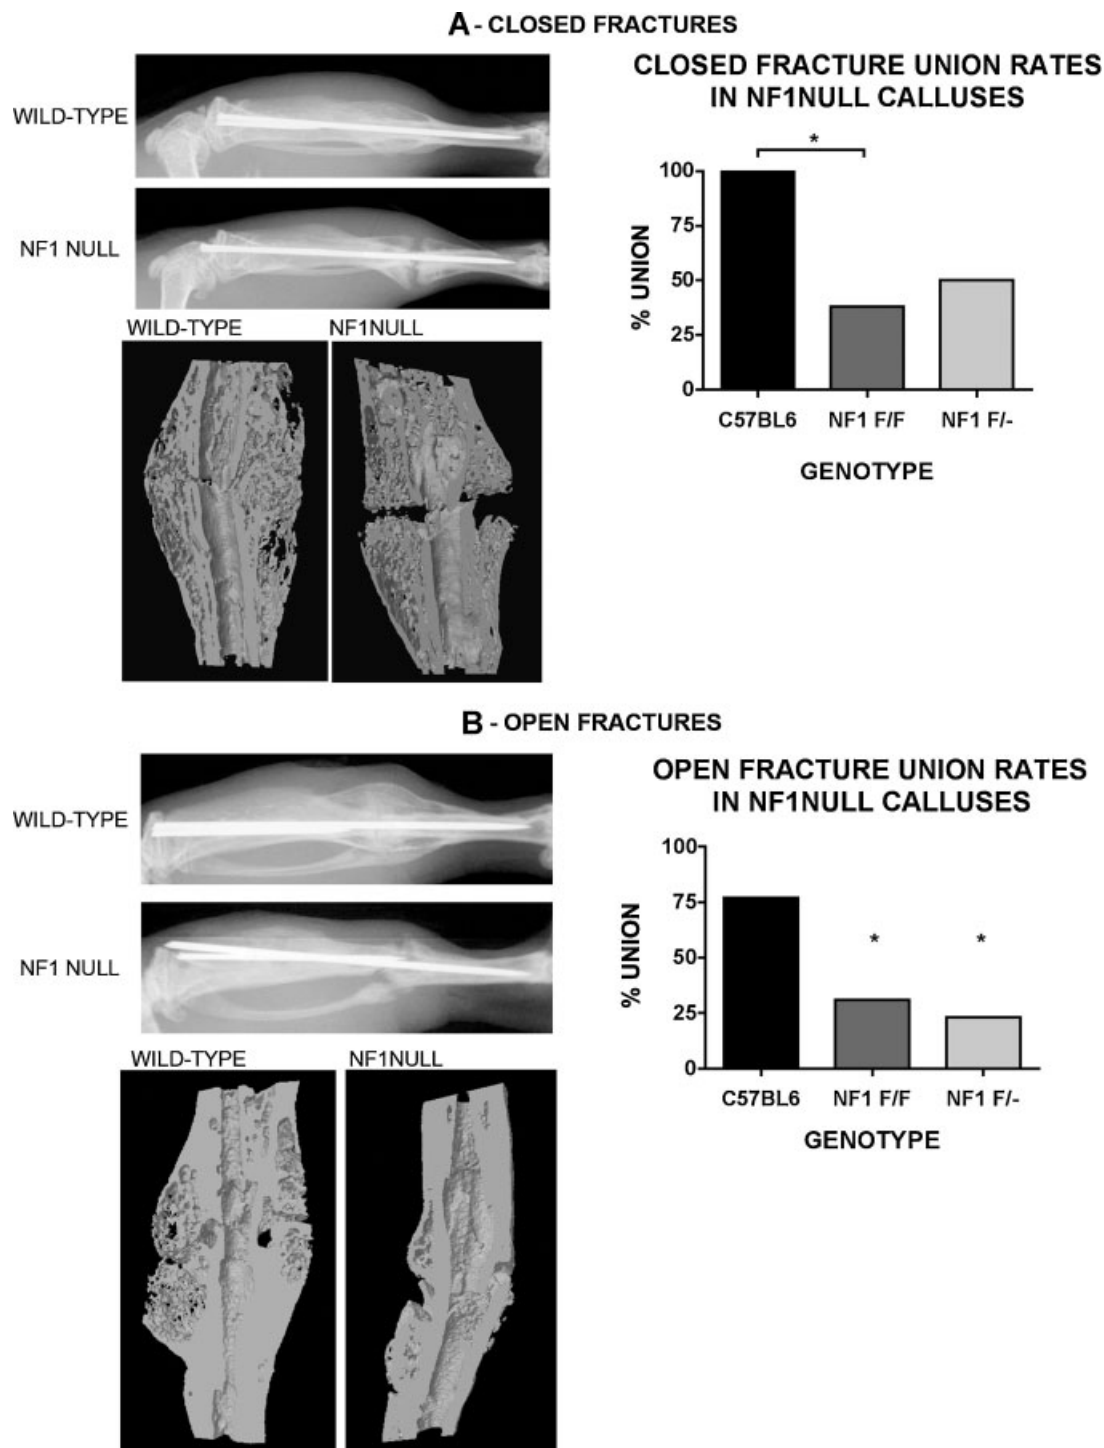 A - CLOSED FRACTURES
WILD-TYPE
NF1 NULL
WILD-TYPE
NF1NULL
CLOSED FRACTURE UNION RATES
IN NF1NULL CALLUSES
*
100
75
50
25
0
% UNION
C57BL6
NF1 F/F
NF1 F/-
GENOTYPE
B - OPEN FRACTURES
WILD-TYPE
NF1 NULL
WILD-TYPE
NF1NULL
OPEN FRACTURE UNION RATES
IN NF1NULL CALLUSES
100
75
50
25
0
% UNION
*
*
C57BL6
NF1 F/F
NF1 F/-
GENOTYPE